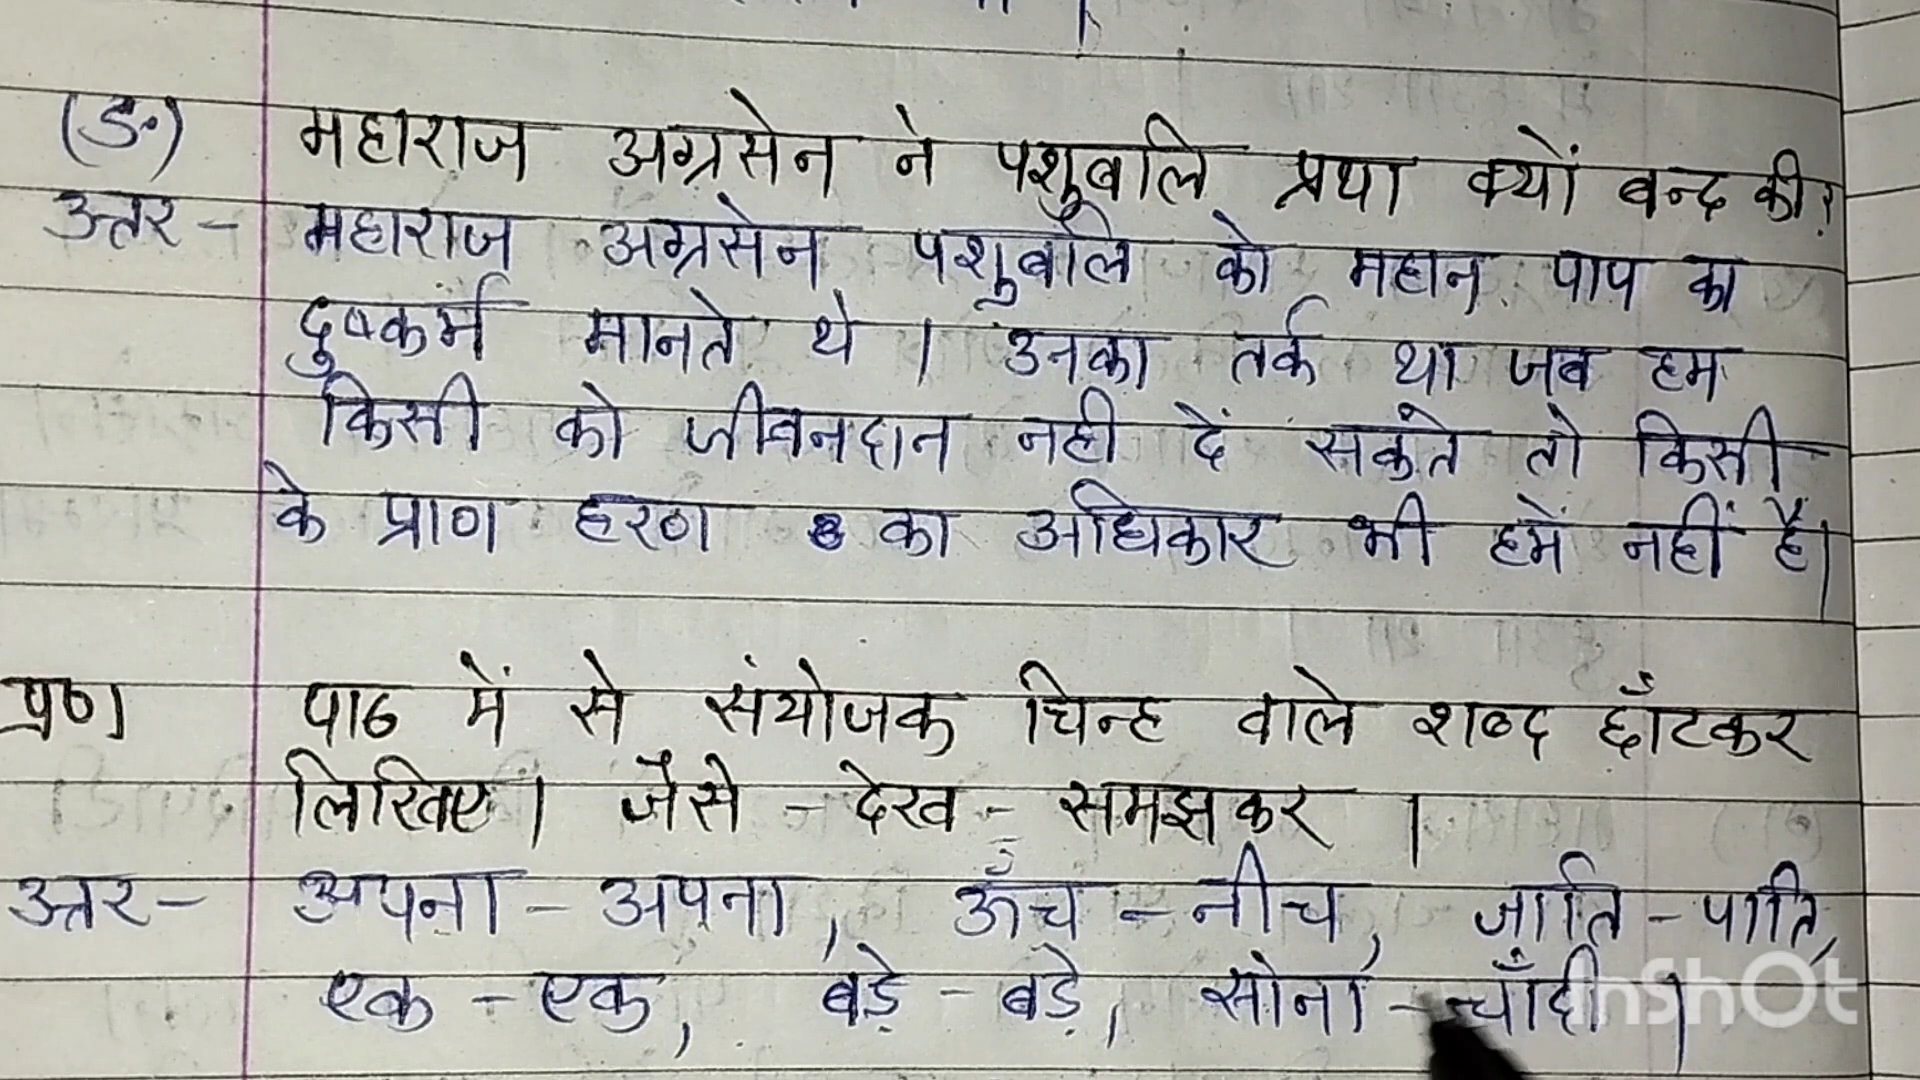 (ङ) महाराज अग्रसेन ने पशुबलि प्रथा क्यों बन्द की?
उत्तर - महाराज अग्रसेन पशुबलि को महान पाप का
दुष्कर्म मानते थे । उनका तर्क था जब हम
किसी को जीवनदान नही दें सकते तो किसी
के प्राण हरण का अधिकार भी हमें नहीं है।
पाठ में से संयोजक चिन्ह वाले शब्द छाँटकर
लिखिए। जैसे - देख - समझकर ।
उत्तर - अपना - अपना, ऊँच - नीच, जाति - पाति,
एक - एक, बड़े - बड़े, सोना - चाँदी ।
InShOt